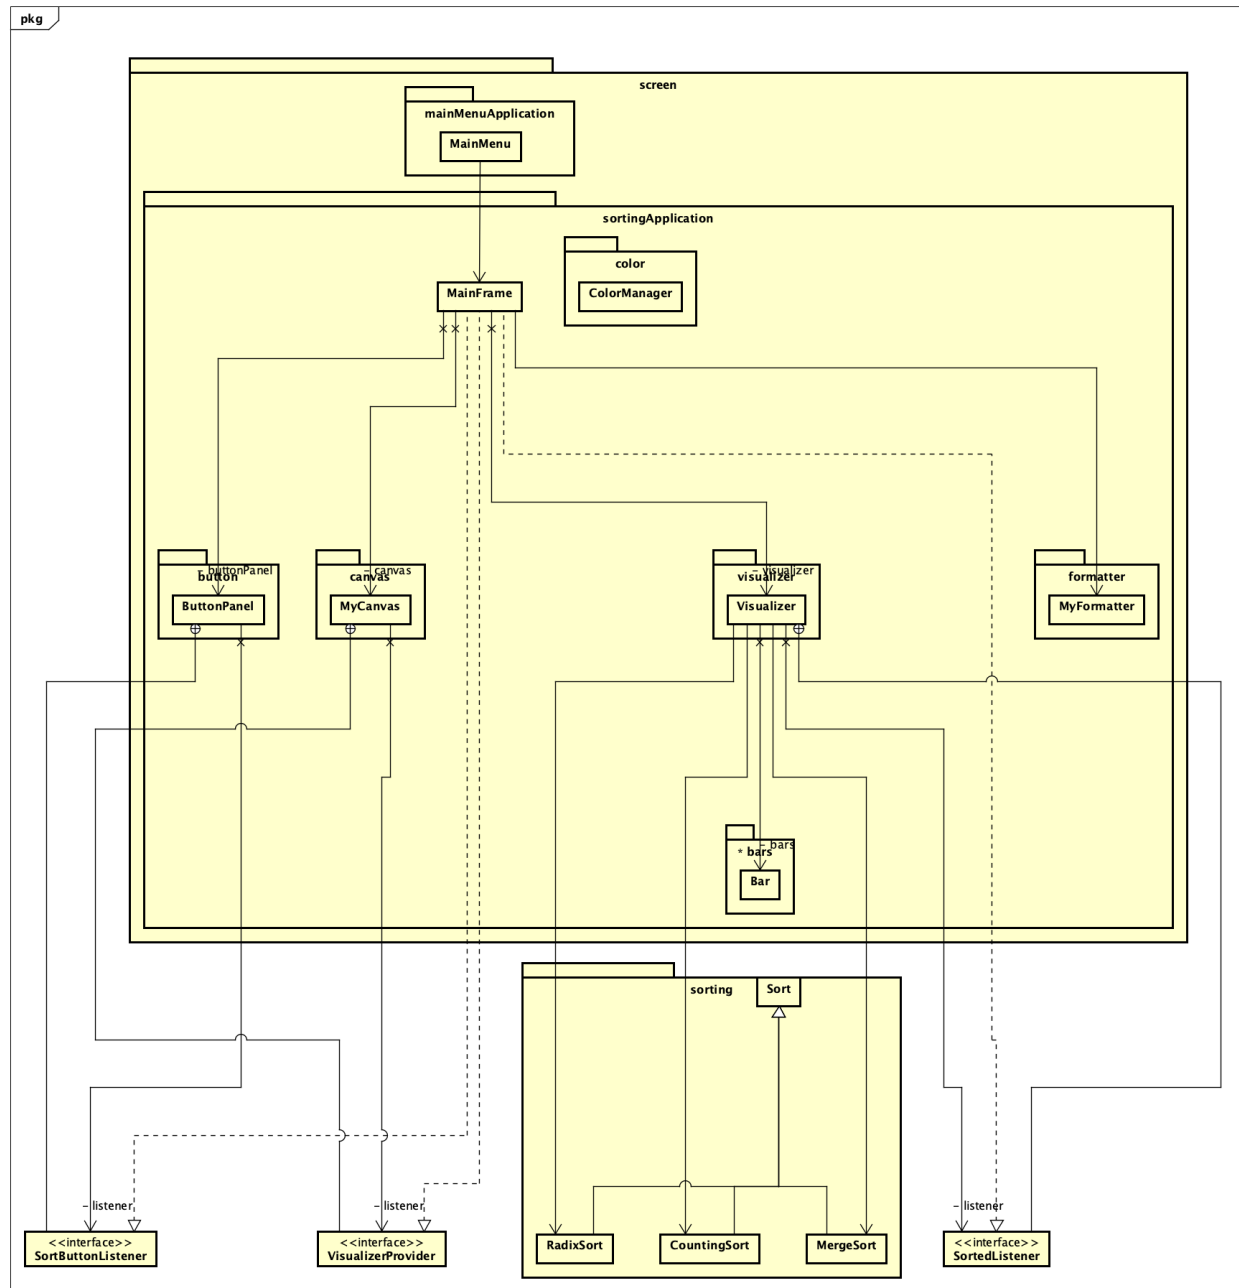 pkg
screen
mainMenuApplication
MainMenu
sortingApplication
color
MainFrame
ColorManager
- buttonPanel
button
- canvas
canvas
- visualizer
visualizer
formatter
ButtonPanel
MyCanvas
Visualizer
MyFormatter
- bars
* bars
Bar
sorting
Sort
- listener
- listener
- listener
<<interface>>
SortButtonListener
<<interface>>
VisualizerProvider
RadixSort
CountingSort
MergeSort
<<interface>>
SortedListener